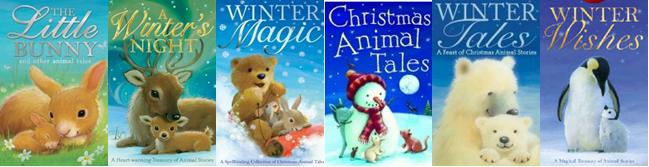 THE
Little
BUNNY
and other animal tales
A
Winter's
NIGHT
A Heart-warming Treasury of Animal Stories
WINTER
Magic
A Spellbinding Collection of Christmas Animal Tales
Christmas
Animal
Tales
WINTER
Tales
A Feast of Christmas Animal Stories
WINTER
Wishes
A Magical Treasury of Animal Stories